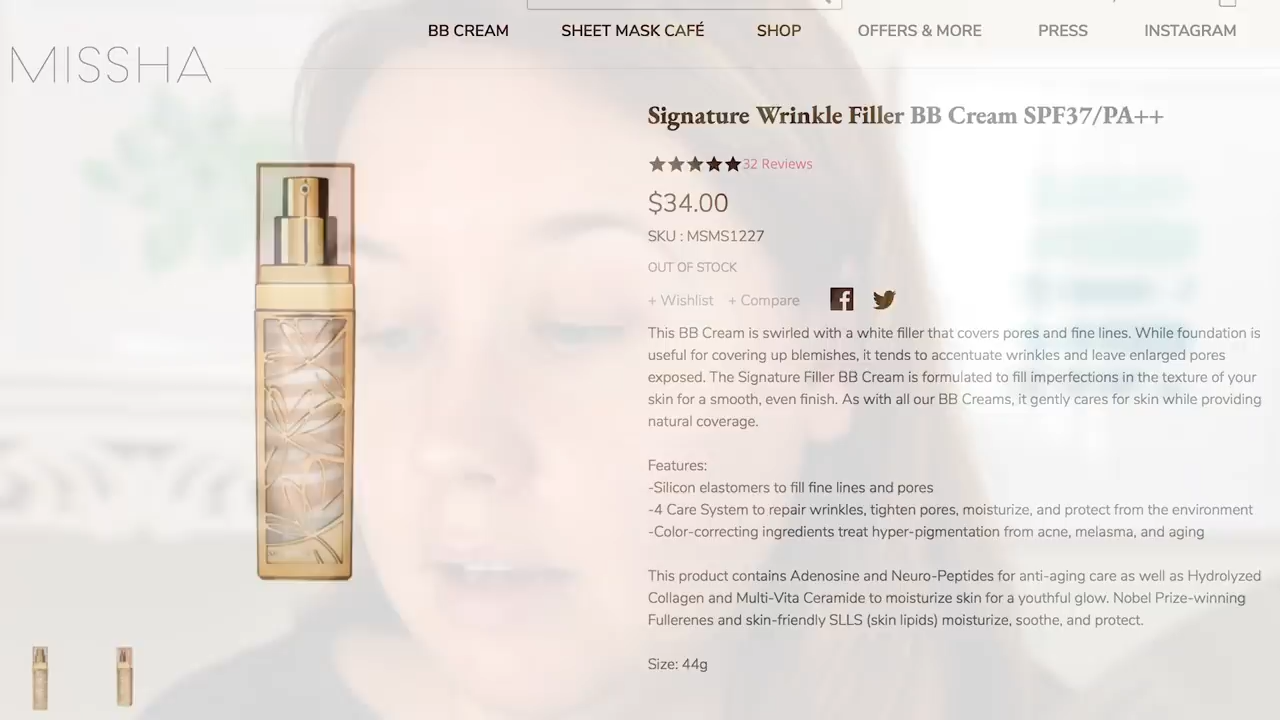 BB CREAM
SHEET MASK CAFÉ
SHOP
OFFERS & MORE
PRESS
INSTAGRAM
MISSHA
Signature Wrinkle Filler BB Cream SPF37/PA++
32 Reviews
$34.00
SKU : MSMS1227
OUT OF STOCK
+ Wishlist + Compare
This BB Cream is swirled with a white filler that covers pores and fine lines. While foundation is
useful for covering up blemishes, it tends to accentuate wrinkles and leave enlarged pores
exposed. The Signature Filler BB Cream is formulated to fill imperfections in the texture of your
skin for a smooth, even finish. As with all our BB Creams, it gently cares for skin while providing
natural coverage.
Features:
-Silicon elastomers to fill fine lines and pores
-4 Care System to repair wrinkles, tighten pores, moisturize, and protect from the environment
-Color-correcting ingredients treat hyper-pigmentation from acne, melasma, and aging
This product contains Adenosine and Neuro-Peptides for anti-aging care as well as Hydrolyzed
Collagen and Multi-Vita Ceramide to moisturize skin for a youthful glow. Nobel Prize-winning
Fullerenes and skin-friendly SLLS (skin lipids) moisturize, soothe, and protect.
Size: 44g